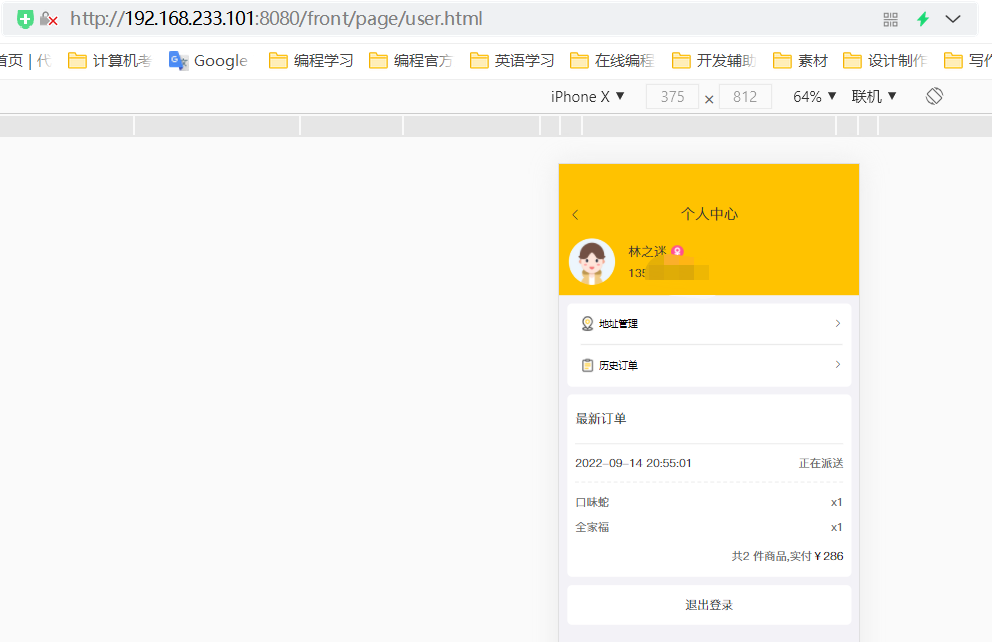 http://192.168.233.101:8080/front/page/user.html
首页 | 代 计算机考 Google 编程学习 编程官方 英语学习 在线编程 开发辅助 素材 设计制作 写作
iPhone X ▼ 375 × 812 64% ▼ 联机 ▼
个人中心
林之迷
135
地址管理
历史订单
最新订单
2022-09-14 20:55:01 正在派送
口味蛇 x1
全家福 x1
共2 件商品,实付¥286
退出登录